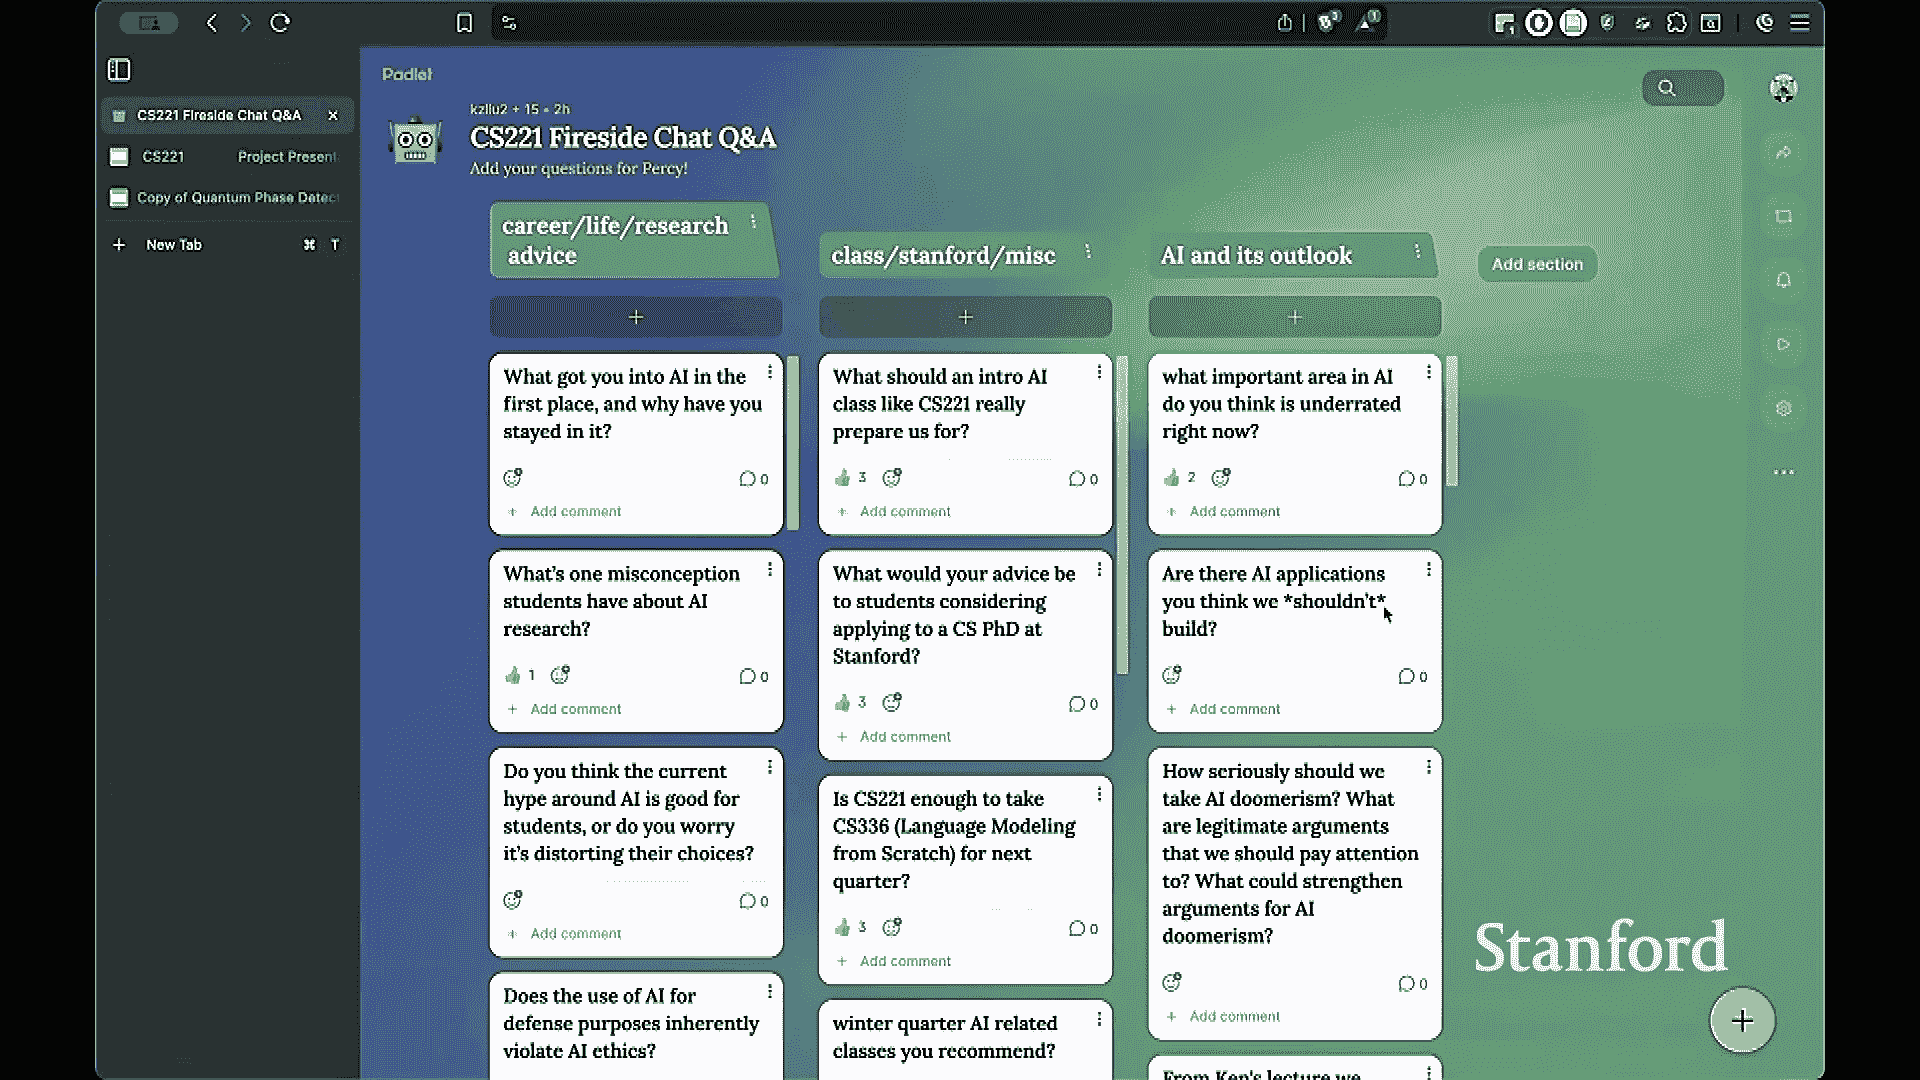 CS221 Fireside Chat Q&A
CS221 Project Present
Copy of Quantum Phase Detect
New Tab ⌘ T
Padlet
kzllu2 + 15 • 2h
CS221 Fireside Chat Q&A
Add your questions for Percy!
career/life/research
advice
What got you into AI in the
first place, and why have you
stayed in it?
0
Add comment
What's one misconception
students have about AI
research?
1 0
Add comment
Do you think the current
hype around AI is good for
students, or do you worry
it's distorting their choices?
0
Add comment
Does the use of AI for
defense purposes inherently
violate AI ethics?
class/stanford/misc
What should an intro AI
class like CS221 really
prepare us for?
3 0
Add comment
What would your advice be
to students considering
applying to a CS PhD at
Stanford?
3 0
Add comment
Is CS221 enough to take
CS336 (Language Modeling
from Scratch) for next
quarter?
3 0
Add comment
winter quarter AI related
classes you recommend?
AI and its outlook
what important area in AI
do you think is underrated
right now?
2 0
Add comment
Are there AI applications
you think we *shouldn't*
build?
0
Add comment
How seriously should we
take AI doomerism? What
are legitimate arguments
that we should pay attention
to? What could strengthen
arguments for AI
doomerism?
0
Add comment
From Ken's lecture we
Add section
Stanford